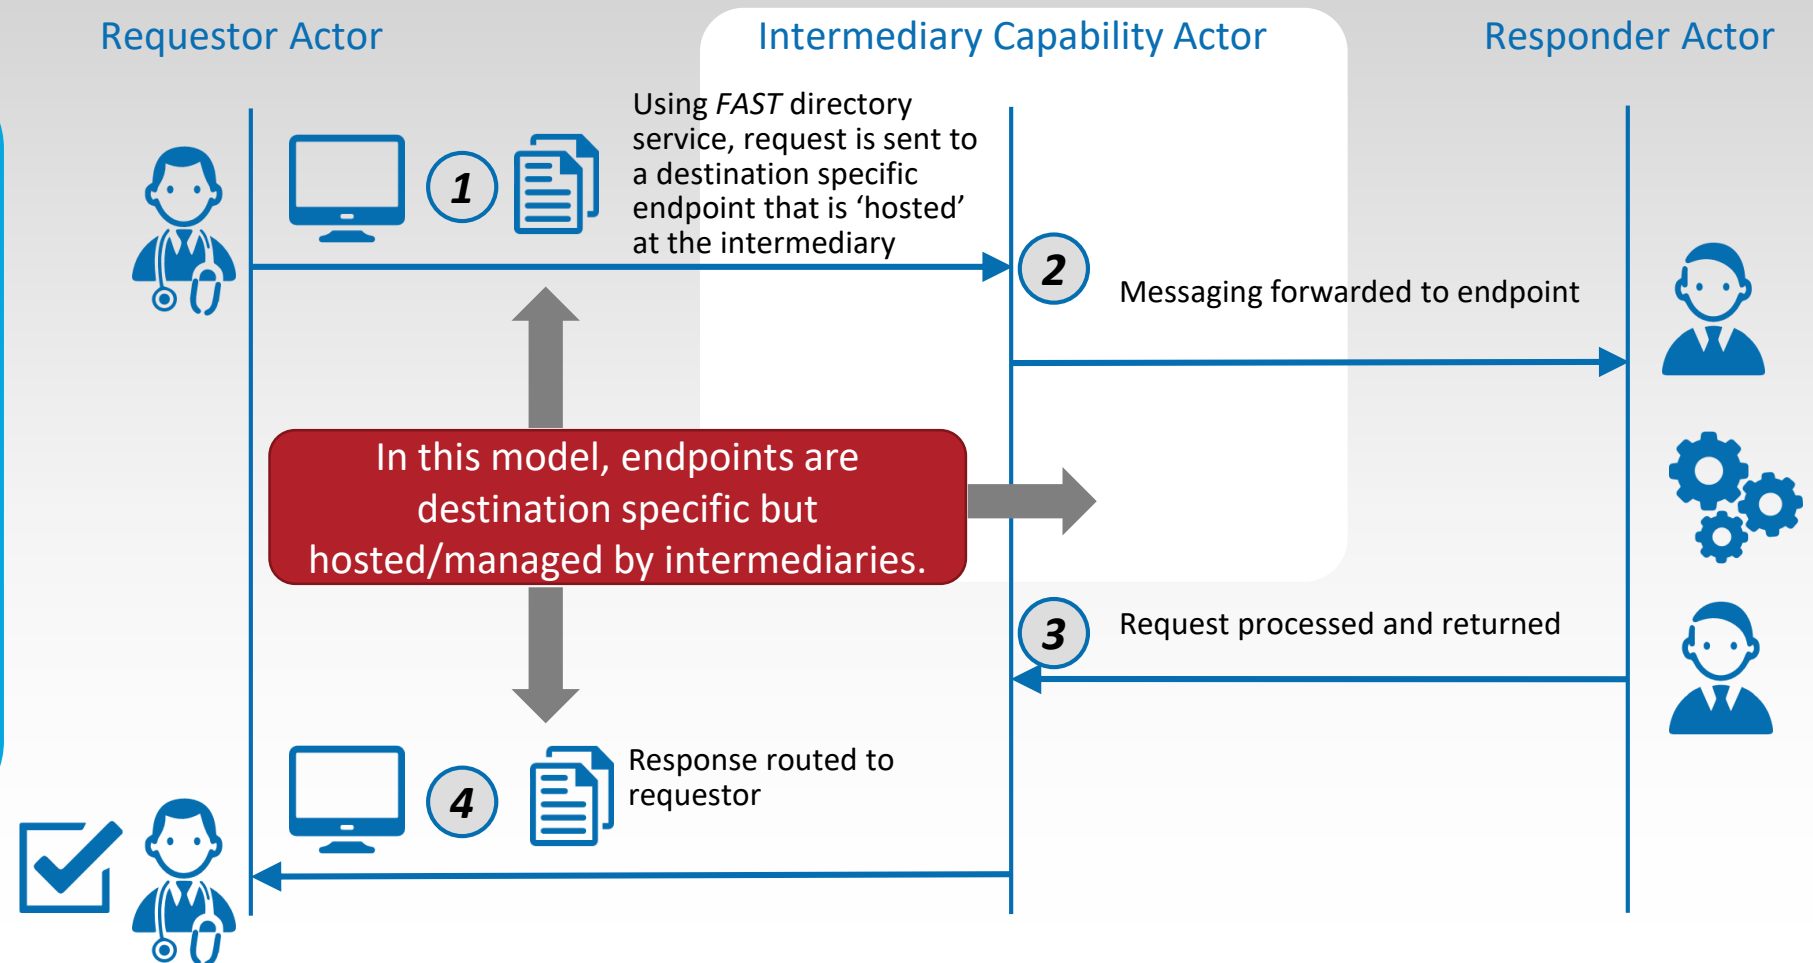 Requestor Actor
Intermediary Capability Actor
Responder Actor
1
Using FAST directory
service, request is sent to
a destination specific
endpoint that is ‘hosted’
at the intermediary
2
Messaging forwarded to endpoint
In this model, endpoints are
destination specific but
hosted/managed by intermediaries.
3
Request processed and returned
4
Response routed to
requestor